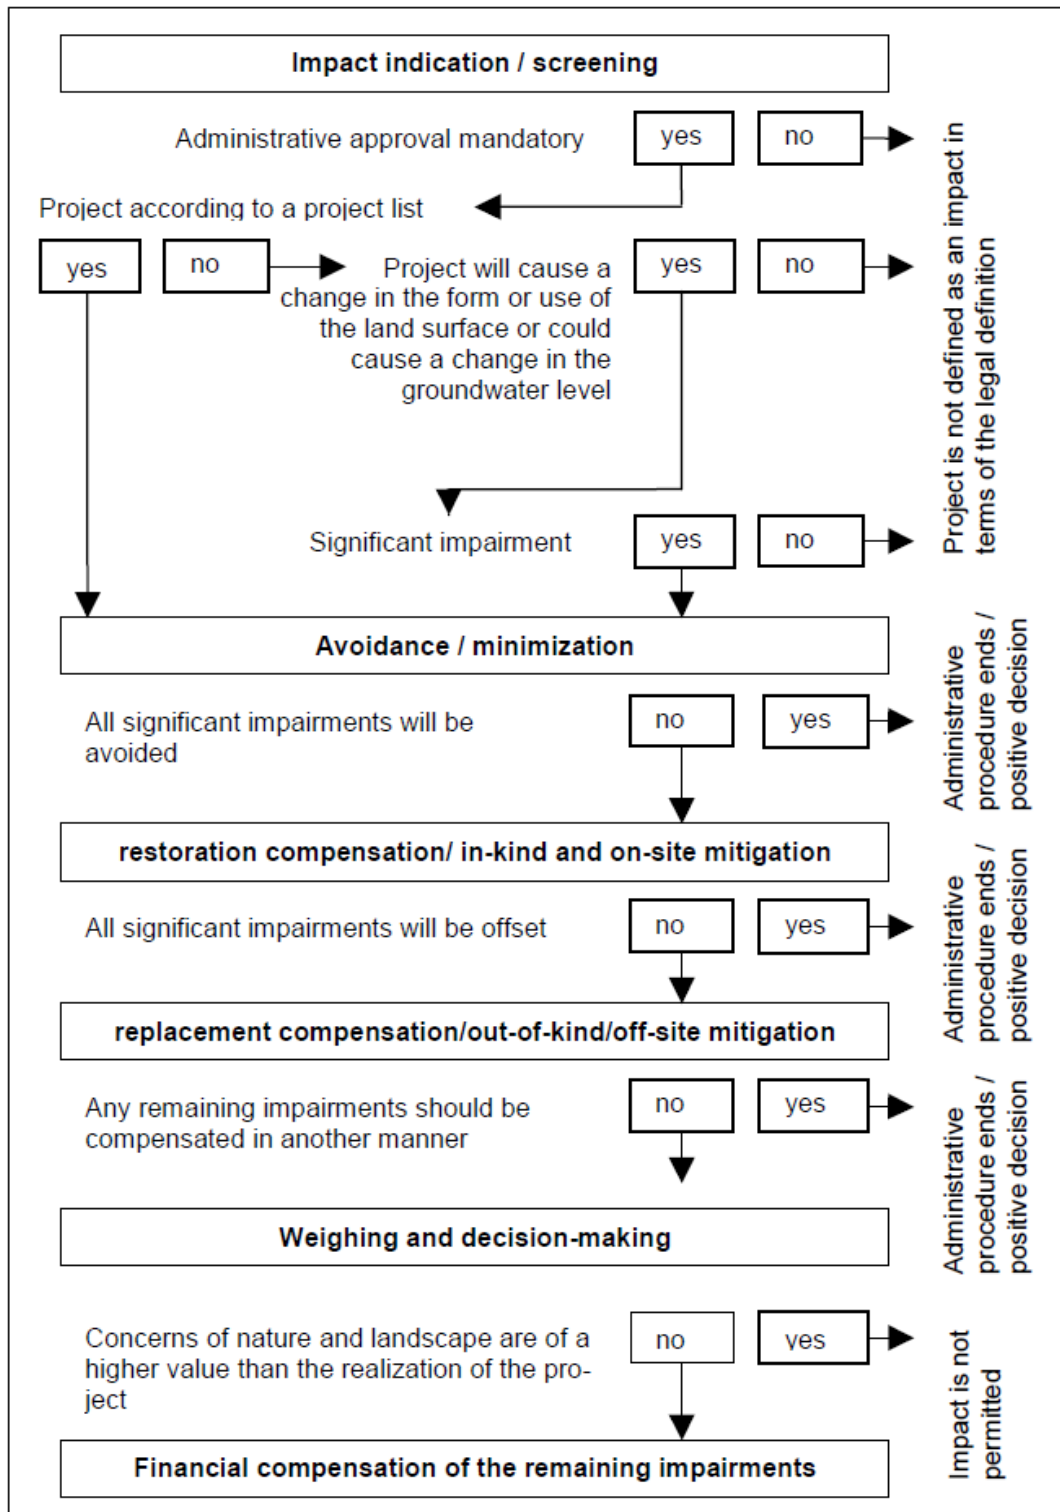 Impact indication / screening
Administrative approval mandatory
yes
no
Project according to a project list
yes
no
Project will cause a
change in the form or use of
the land surface or could
cause a change in the
groundwater level
yes
no
Significant impairment
yes
no
Project is not defined as an impact in
terms of the legal definition
Avoidance / minimization
All significant impairments will be
avoided
no
yes
Administrative
procedure ends /
positive decision
restoration compensation/ in-kind and on-site mitigation
All significant impairments will be offset
no
yes
Administrative
procedure ends /
positive decision
replacement compensation/out-of-kind/off-site mitigation
Any remaining impairments should be
compensated in another manner
no
yes
Administrative
procedure ends /
positive decision
Weighing and decision-making
Concerns of nature and landscape are of a
higher value than the realization of the pro-
ject
no
yes
Impact is not
permitted
Financial compensation of the remaining impairments